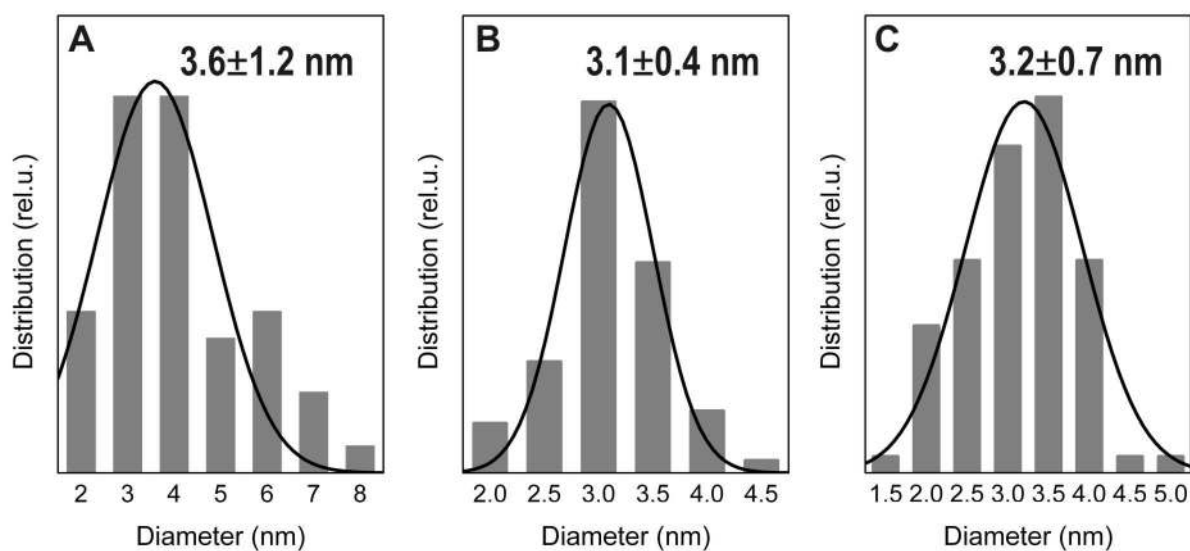 A
3.6±1.2 nm
Distribution (rel.u.)
2 3 4 5 6 7 8
Diameter (nm)
B
3.1±0.4 nm
Distribution (rel.u.)
2.0 2.5 3.0 3.5 4.0 4.5
Diameter (nm)
C
3.2±0.7 nm
Distribution (rel.u.)
1.5 2.0 2.5 3.0 3.5 4.0 4.5 5.0
Diameter (nm)